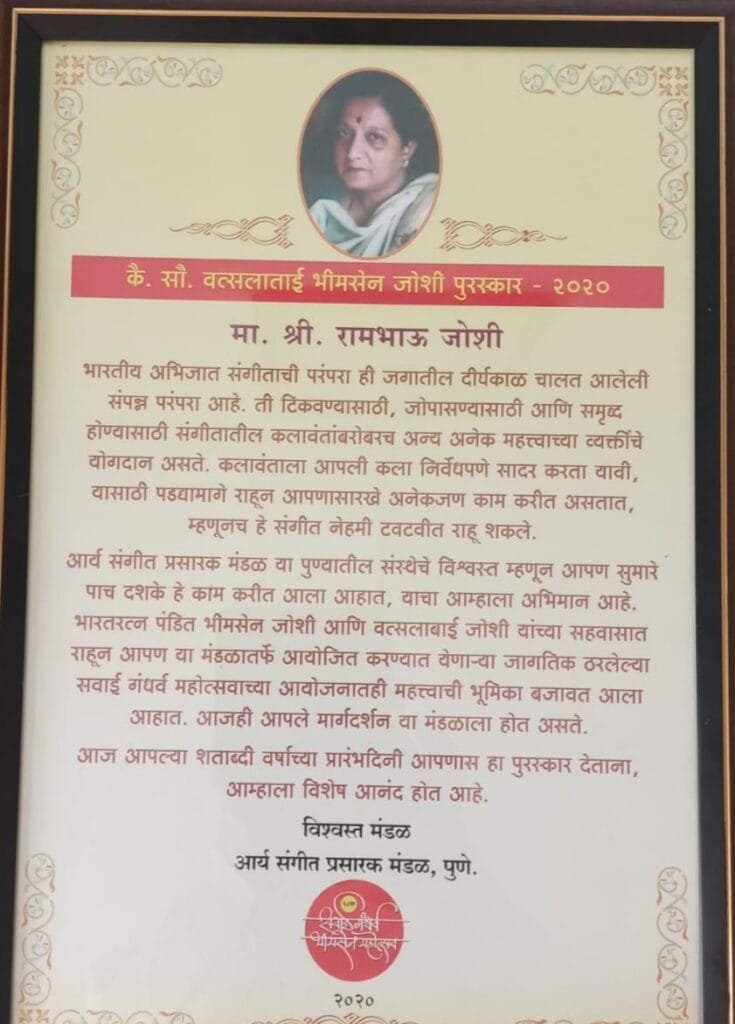 कै. सौ. वत्सलाताई भीमसेन जोशी पुरस्कार - २०२०
मा. श्री. रामभाऊ जोशी
भारतीय अभिजात संगीताची परंपरा ही जगातील दीर्घकाळ चालत आलेली
संपन्न परंपरा आहे. ती टिकवण्यासाठी, जोपासण्यासाठी आणि समृध्द
होण्यासाठी संगीतातील कलावंतांबरोबरच अन्य अनेक महत्त्वाच्या व्यक्तींचे
योगदान असते. कलावंताला आपली कला निर्वेधपणे सादर करता यावी,
यासाठी पडद्यामागे राहून आपणासारखे अनेकजण काम करीत असतात,
म्हणूनच हे संगीत नेहमी टवटवीत राहू शकले.
आर्य संगीत प्रसारक मंडळ या पुण्यातील संस्थेचे विश्वस्त म्हणून आपण सुमारे
पाच दशके हे काम करीत आला आहात, याचा आम्हाला अभिमान आहे.
भारतरत्न पंडित भीमसेन जोशी आणि वत्सलाबाई जोशी यांच्या सहवासात
राहून आपण या मंडळातर्फे आयोजित करण्यात येणाऱ्या जागतिक ठरलेल्या
सवाई गंधर्व महोत्सवाच्या आयोजनातही महत्त्वाची भूमिका बजावत आला
आहात. आजही आपले मार्गदर्शन या मंडळाला होत असते.
आज आपल्या शताब्दी वर्षाच्या प्रारंभदिनी आपणास हा पुरस्कार देताना,
आम्हाला विशेष आनंद होत आहे.
विश्वस्त मंडळ
आर्य संगीत प्रसारक मंडळ, पुणे.
सवाई गंधर्व
भीमसेन महोत्सव
२०२०